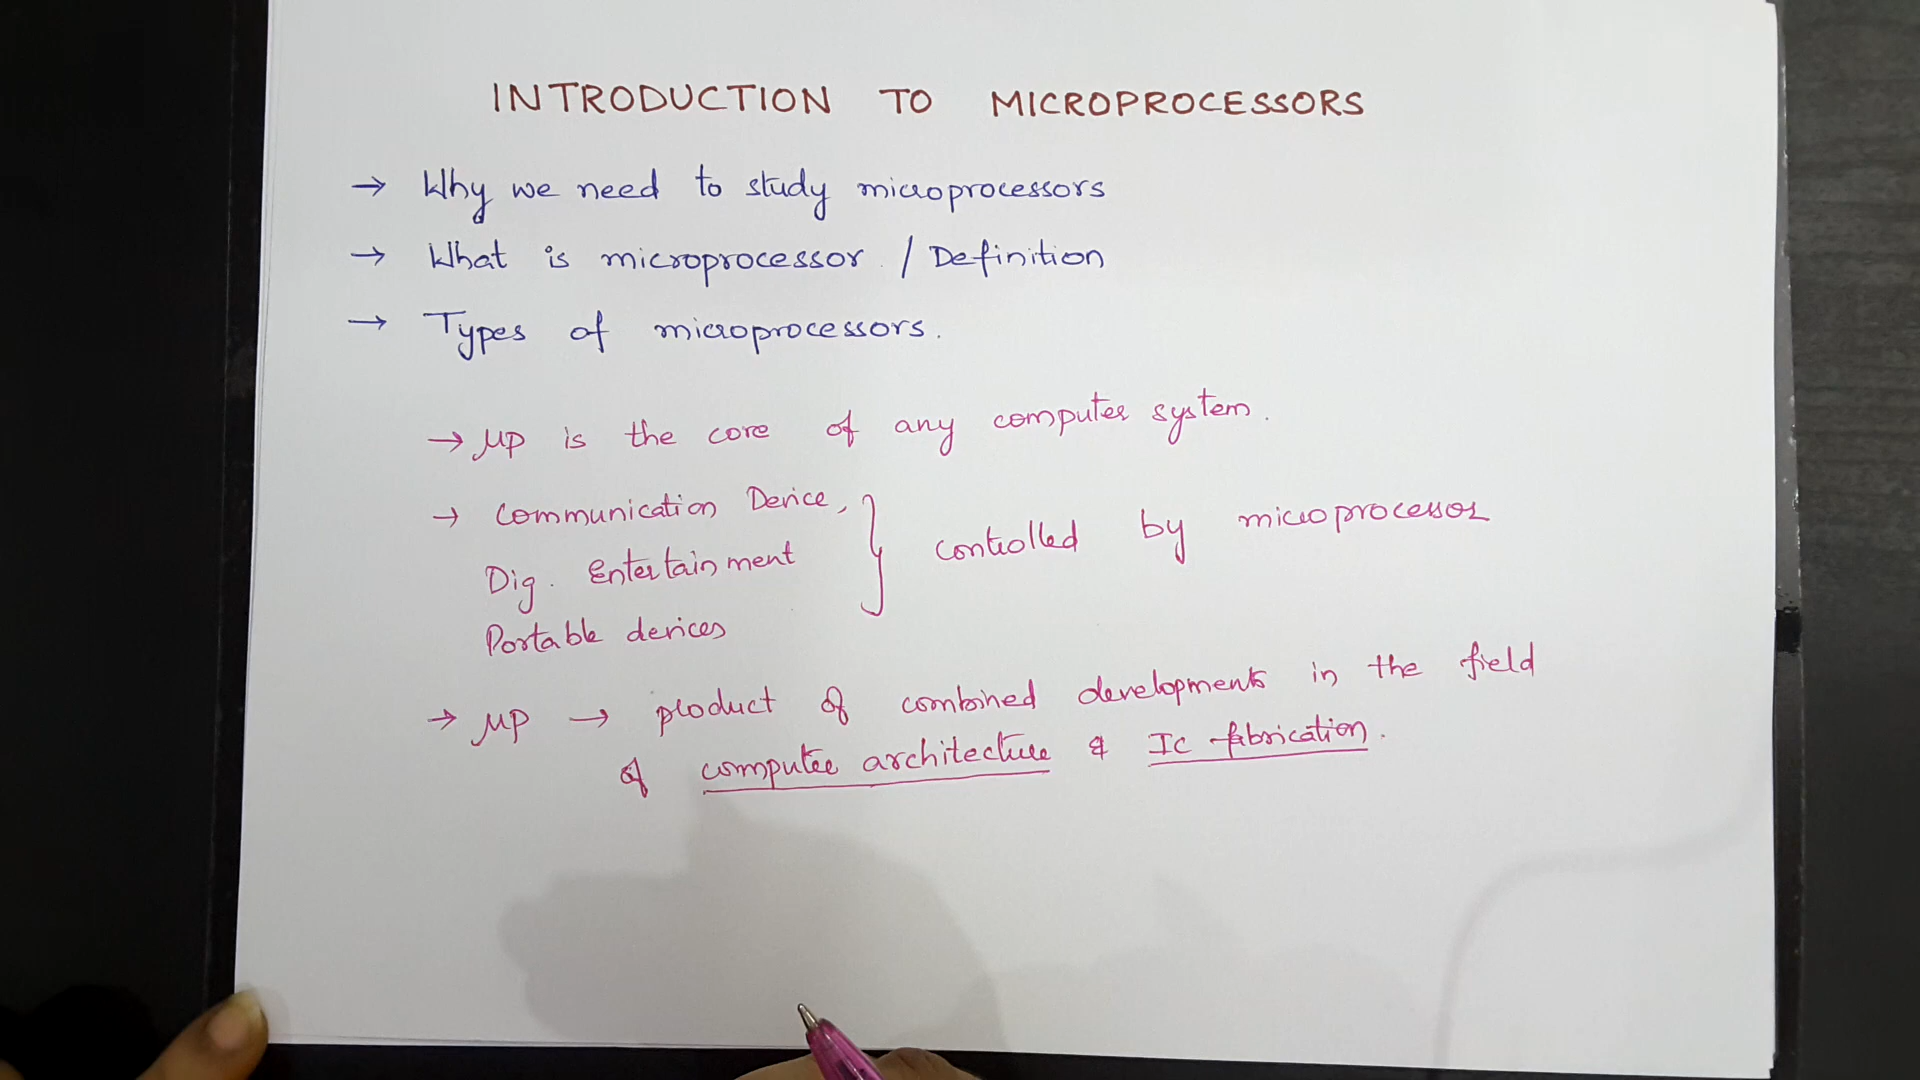 INTRODUCTION TO MICROPROCESSORS
→ Why we need to study microprocessors
→ What is microprocessor / Definition
→ Types of microprocessors.
→ μp is the core of any computer system.
→ Communication Device,
Dig. Entertainment
Portable devices
} controlled by microprocessor
→ μp → product of combined developments in the field
of computer architecture & Ic fabrication.